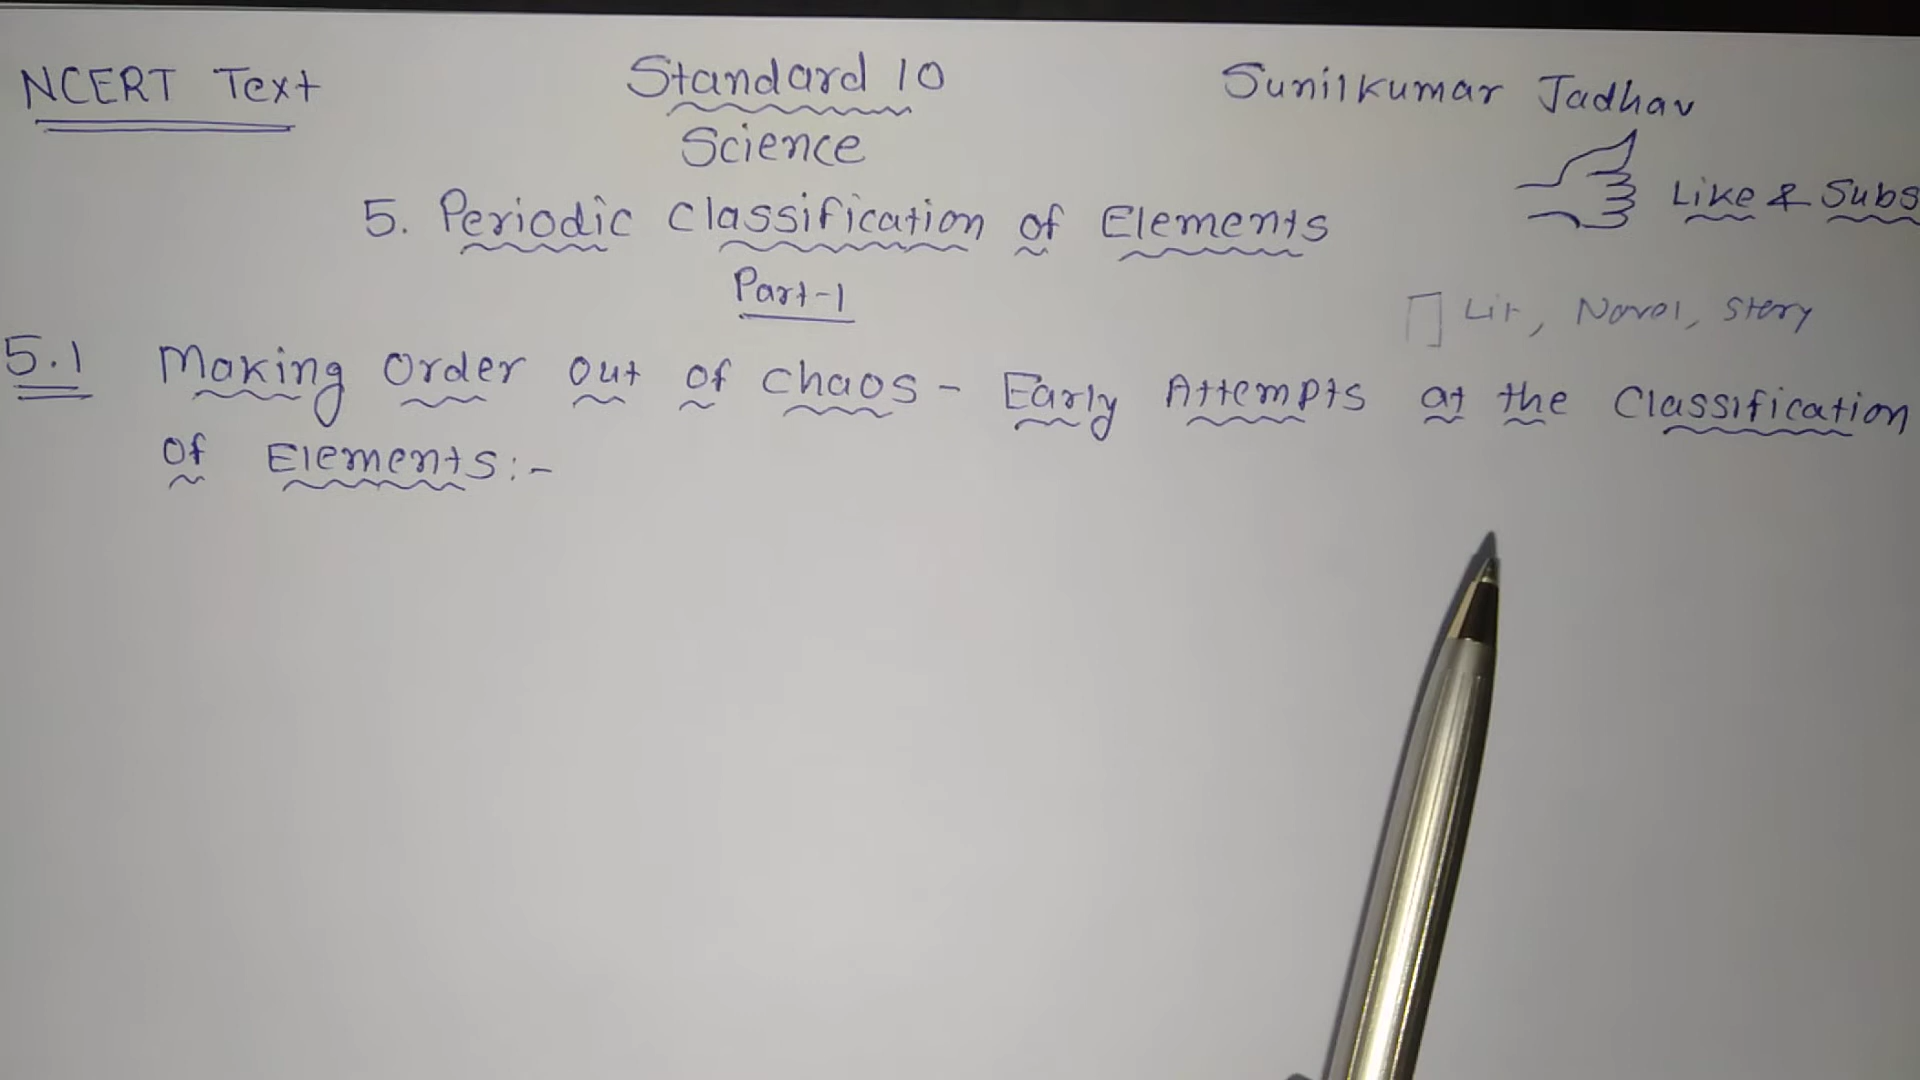 NCERT Text
Standard 10
Sunilkumar Jadhav
Science
Like & Subs
5. Periodic Classification of Elements
Part-1
Lit, Novel, Story
5.1 Making Order Out of Chaos - Early Attempts at the Classification
of Elements:-